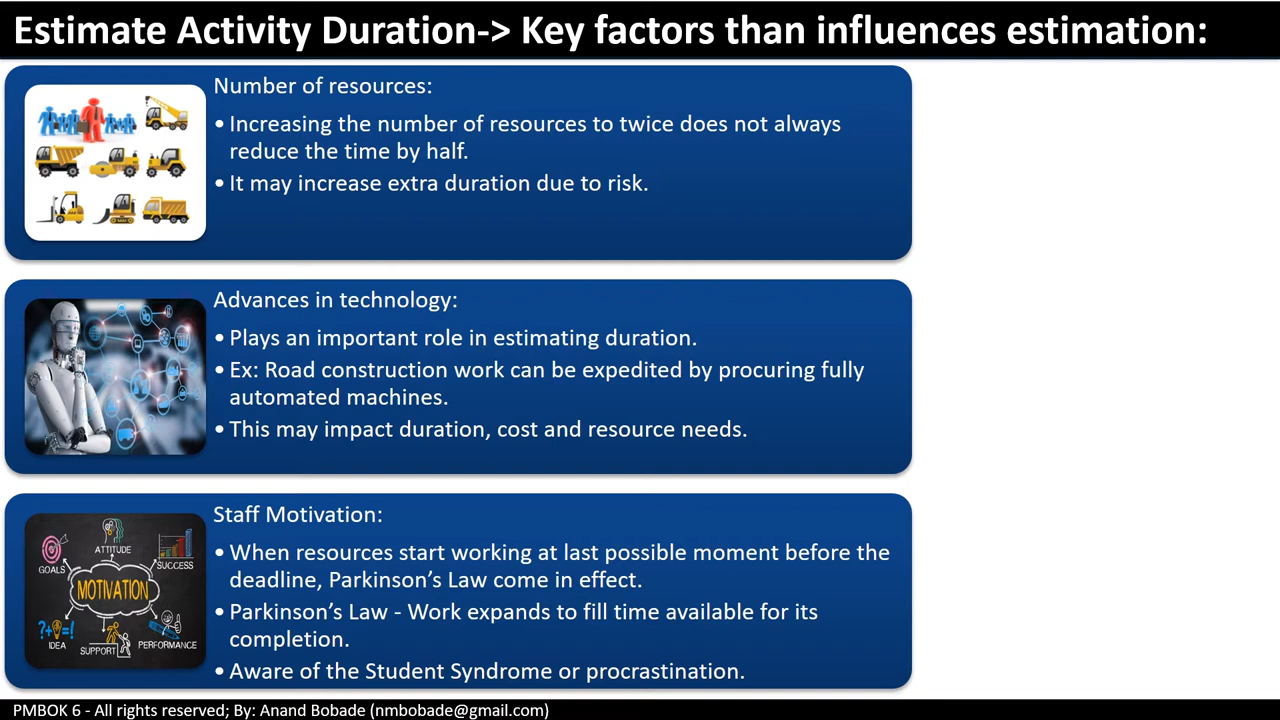 Estimate Activity Duration-> Key factors than influences estimation:
Number of resources:
• Increasing the number of resources to twice does not always
reduce the time by half.
• It may increase extra duration due to risk.
Advances in technology:
• Plays an important role in estimating duration.
• Ex: Road construction work can be expedited by procuring fully
automated machines.
• This may impact duration, cost and resource needs.
Staff Motivation:
• When resources start working at last possible moment before the
deadline, Parkinson’s Law come in effect.
• Parkinson’s Law - Work expands to fill time available for its
completion.
• Aware of the Student Syndrome or procrastination.
ATTITUDE
GOALS
SUCCESS
MOTIVATION
?+ =!
IDEA
SUPPORT
PERFORMANCE
PMBOK 6 - All rights reserved; By: Anand Bobade (nmbobade@gmail.com)